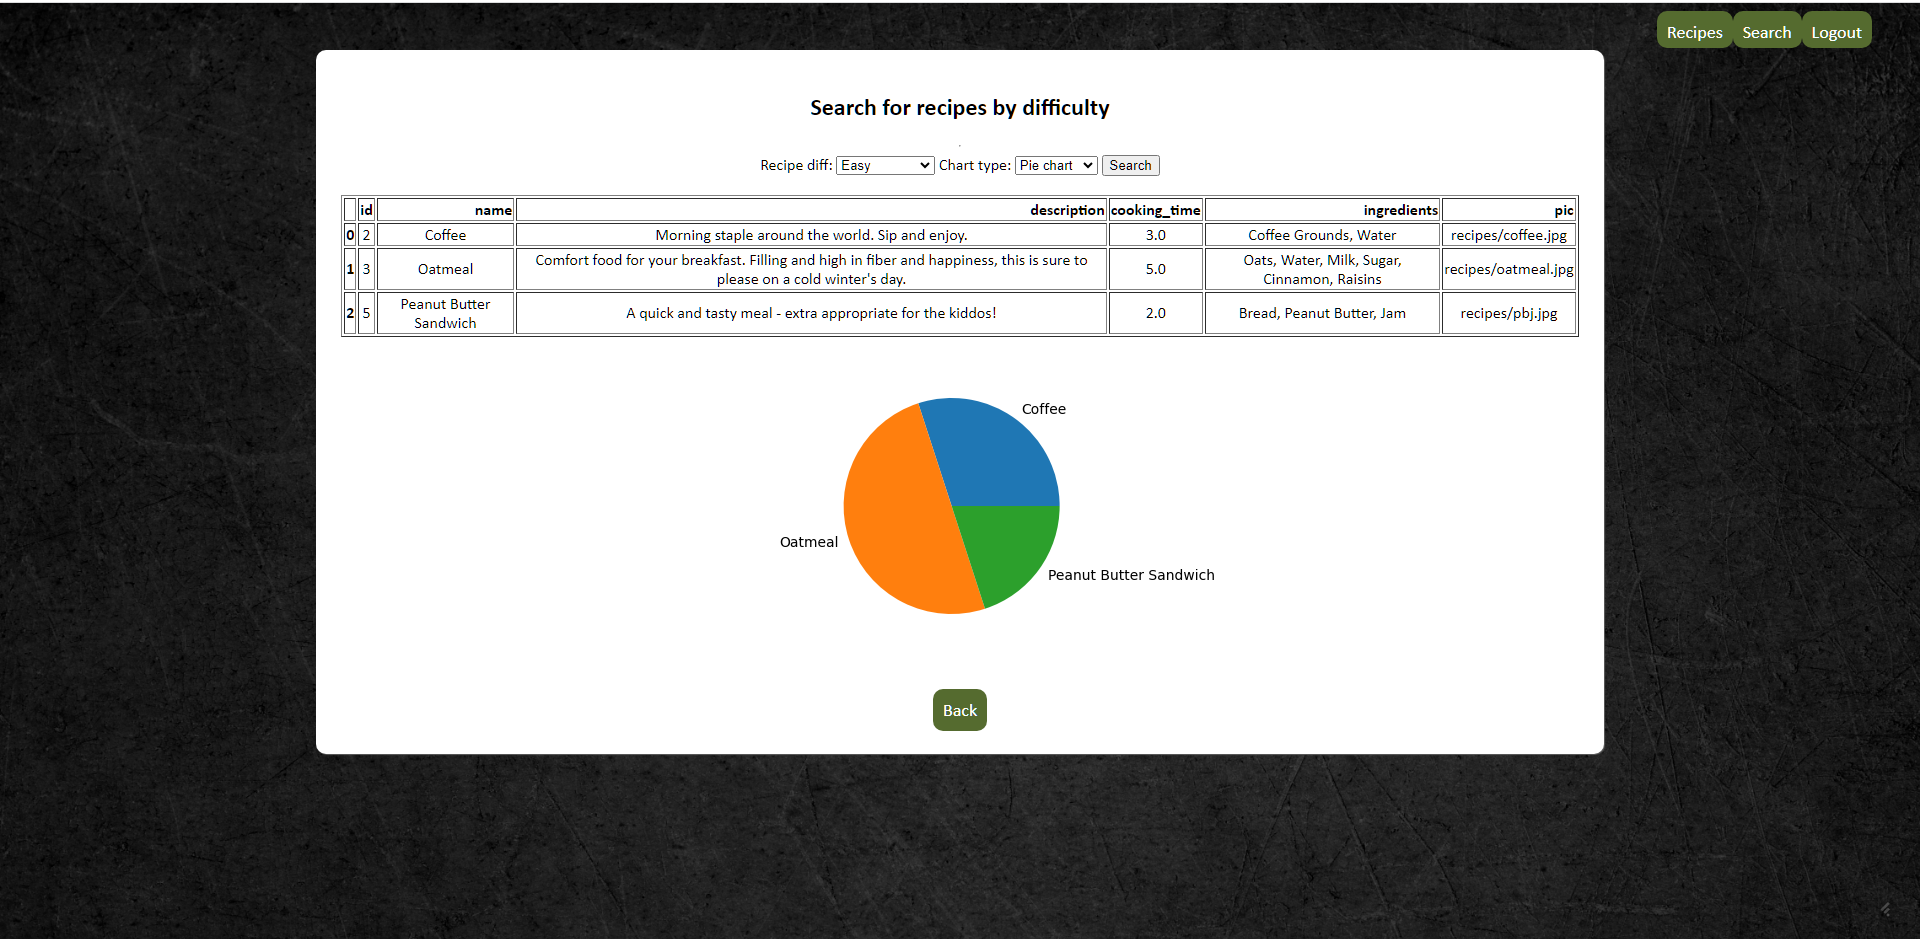 Recipes Search Logout
Search for recipes by difficulty
Recipe diff: Easy Chart type: Pie chart Search
id name description cooking_time ingredients pic
0 2 Coffee Morning staple around the world. Sip and enjoy. 3.0 Coffee Grounds, Water recipes/coffee.jpg
1 3 Oatmeal Comfort food for your breakfast. Filling and high in fiber and happiness, this is sure to
please on a cold winter's day. 5.0 Oats, Water, Milk, Sugar,
Cinnamon, Raisins recipes/oatmeal.jpg
2 5 Peanut Butter
Sandwich A quick and tasty meal - extra appropriate for the kiddos! 2.0 Bread, Peanut Butter, Jam recipes/pbj.jpg
Coffee
Oatmeal
Peanut Butter Sandwich
Back